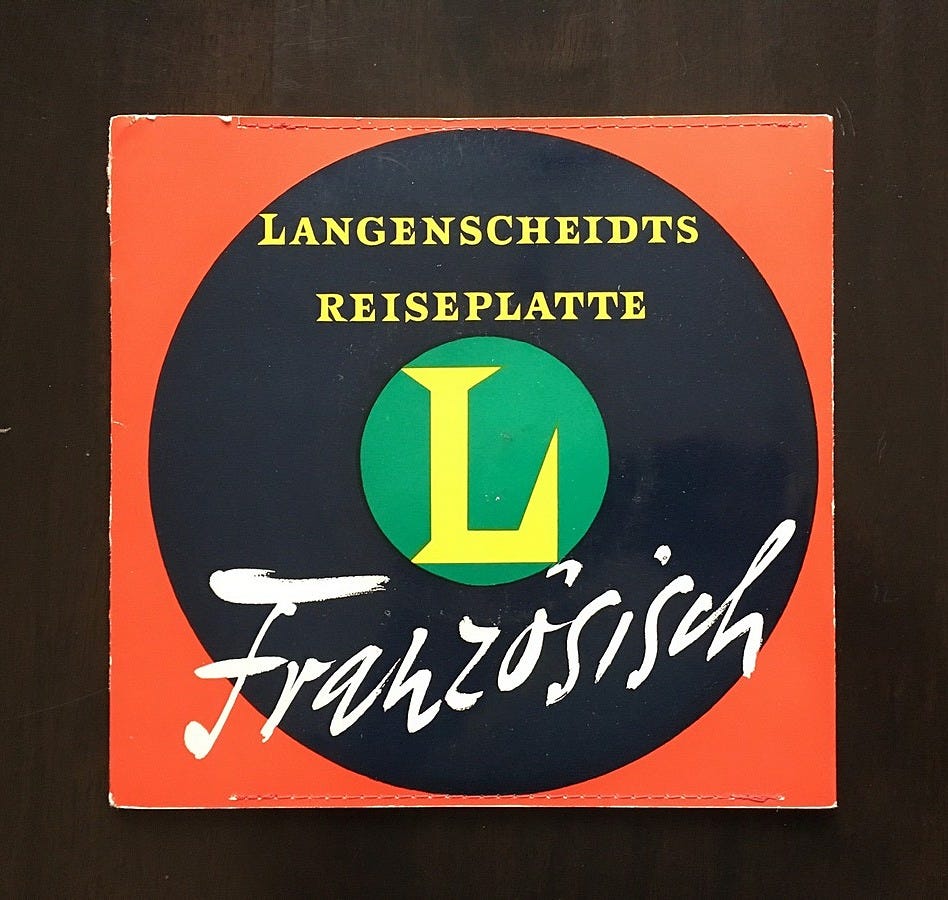 LANGENSCHEIDTS
REISEPLATTE
L
Französisch